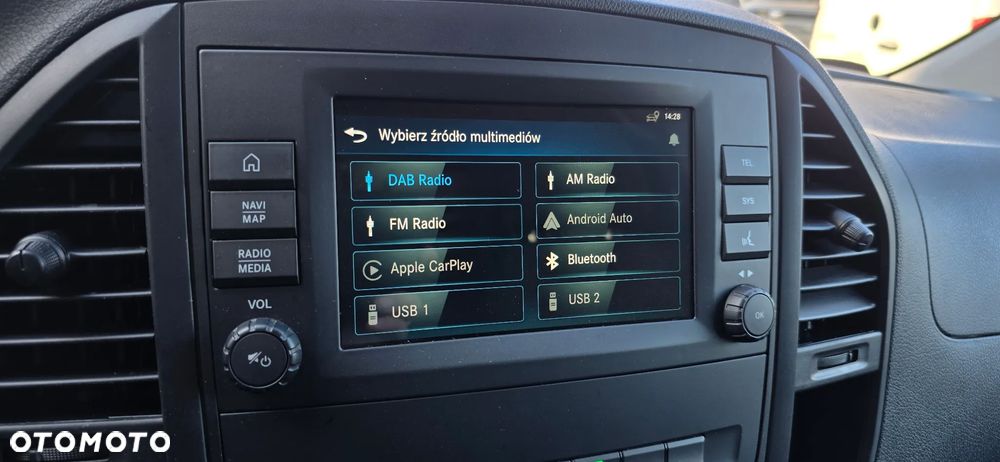 14:28
Wybierz źródło multimediów
DAB Radio
AM Radio
FM Radio
Android Auto
Apple CarPlay
Bluetooth
USB 1
USB 2
NAVI
MAP
RADIO
MEDIA
VOL
TEL
SYS
OK
OTOMOTO